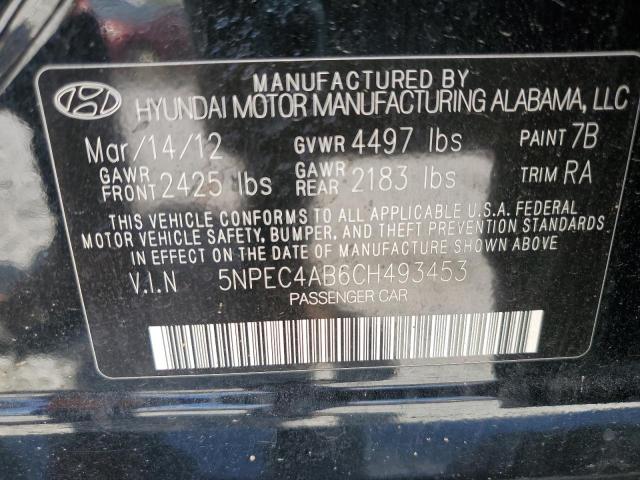 MANUFACTURED BY
HYUNDAI MOTOR MANUFACTURING ALABAMA, LLC
Mar/14/12 GVWR 4497 lbs PAINT 7B
GAWR FRONT 2425 lbs GAWR REAR 2183 lbs TRIM RA
THIS VEHICLE CONFORMS TO ALL APPLICABLE U.S.A. FEDERAL
MOTOR VEHICLE SAFETY, BUMPER, AND THEFT PREVENTION STANDARDS
IN EFFECT ON THE DATE OF MANUFACTURE SHOWN ABOVE
V.I.N 5NPEC4AB6CH493453
PASSENGER CAR